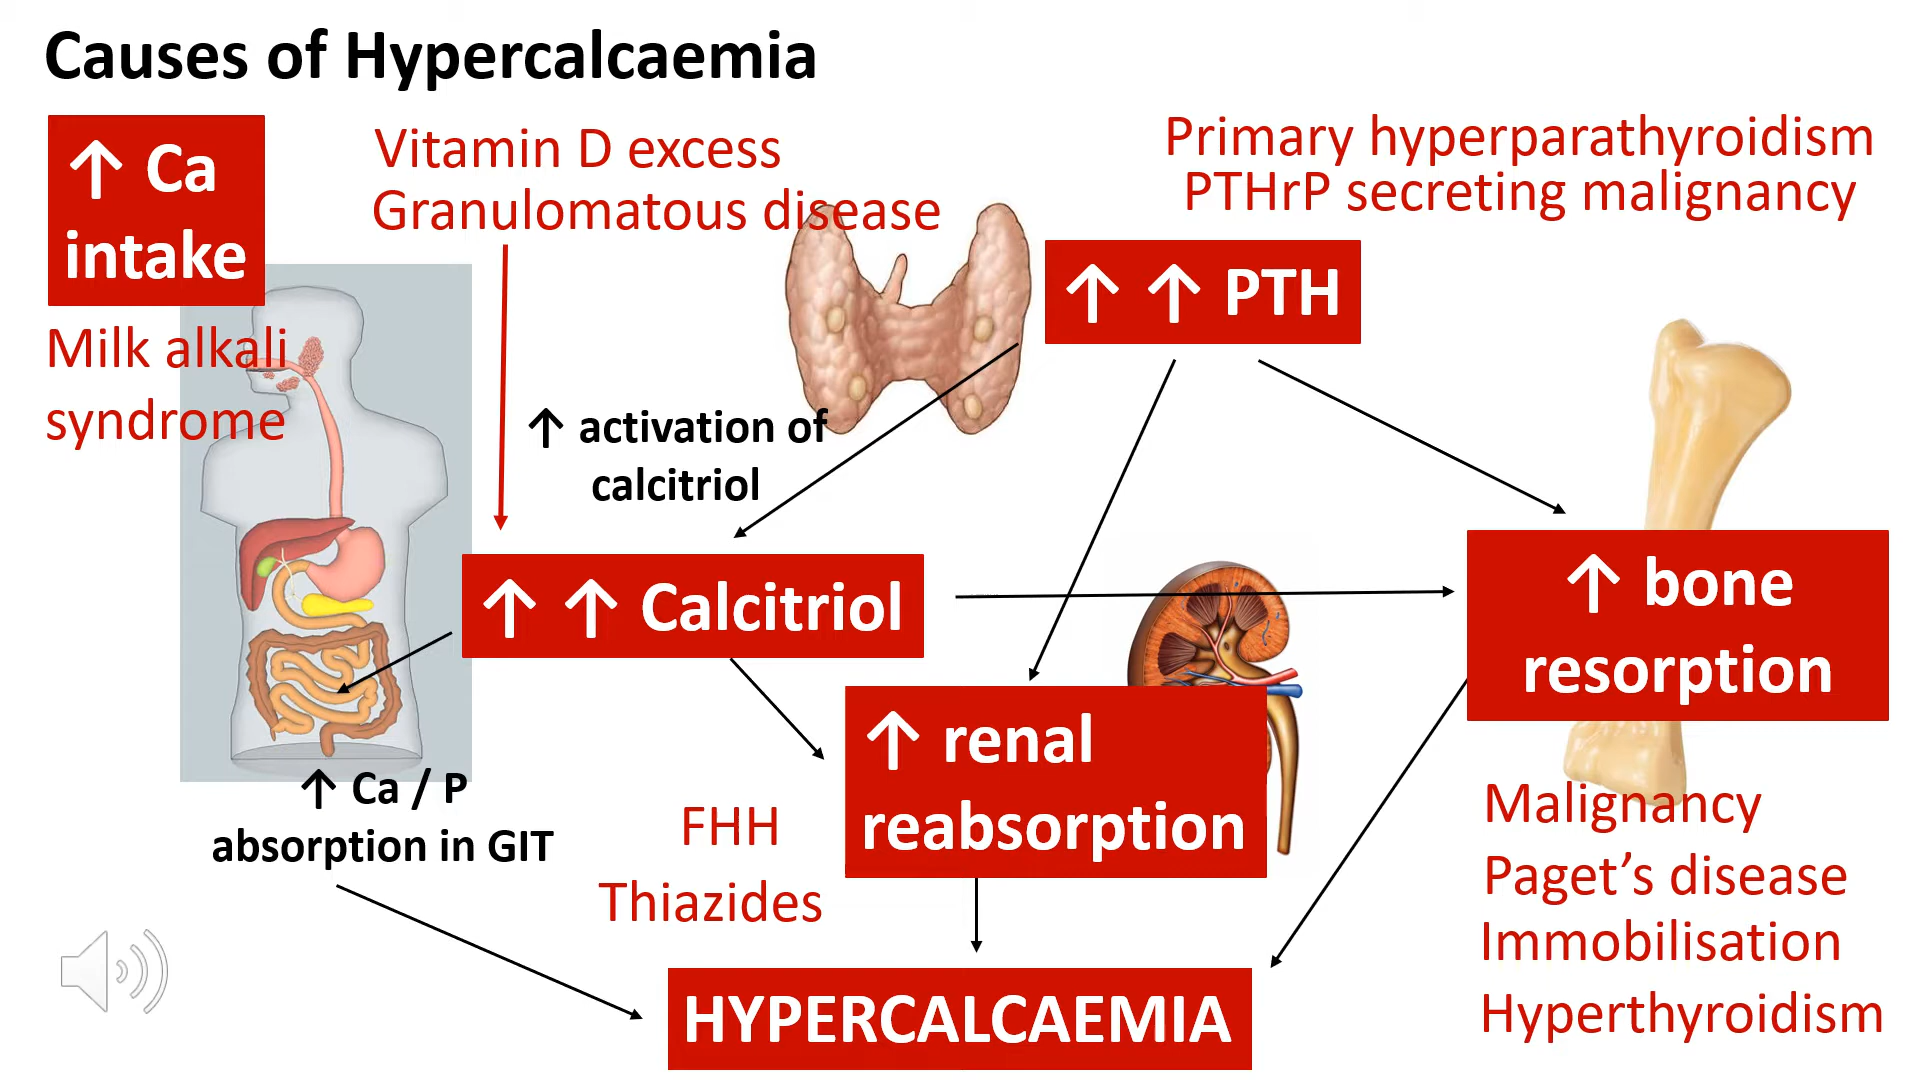 Causes of Hypercalcaemia
↑ Ca
intake
Milk alkali
syndrome
Vitamin D excess
Granulomatous disease
Primary hyperparathyroidism
PTHrP secreting malignancy
↑ ↑ PTH
↑ activation of
calcitriol
↑ ↑ Calcitriol
↑ bone
resorption
↑ renal
reabsorption
↑ Ca / P
absorption in GIT
FHH
Thiazides
Malignancy
Paget’s disease
Immobilisation
Hyperthyroidism
HYPERCALCAEMIA